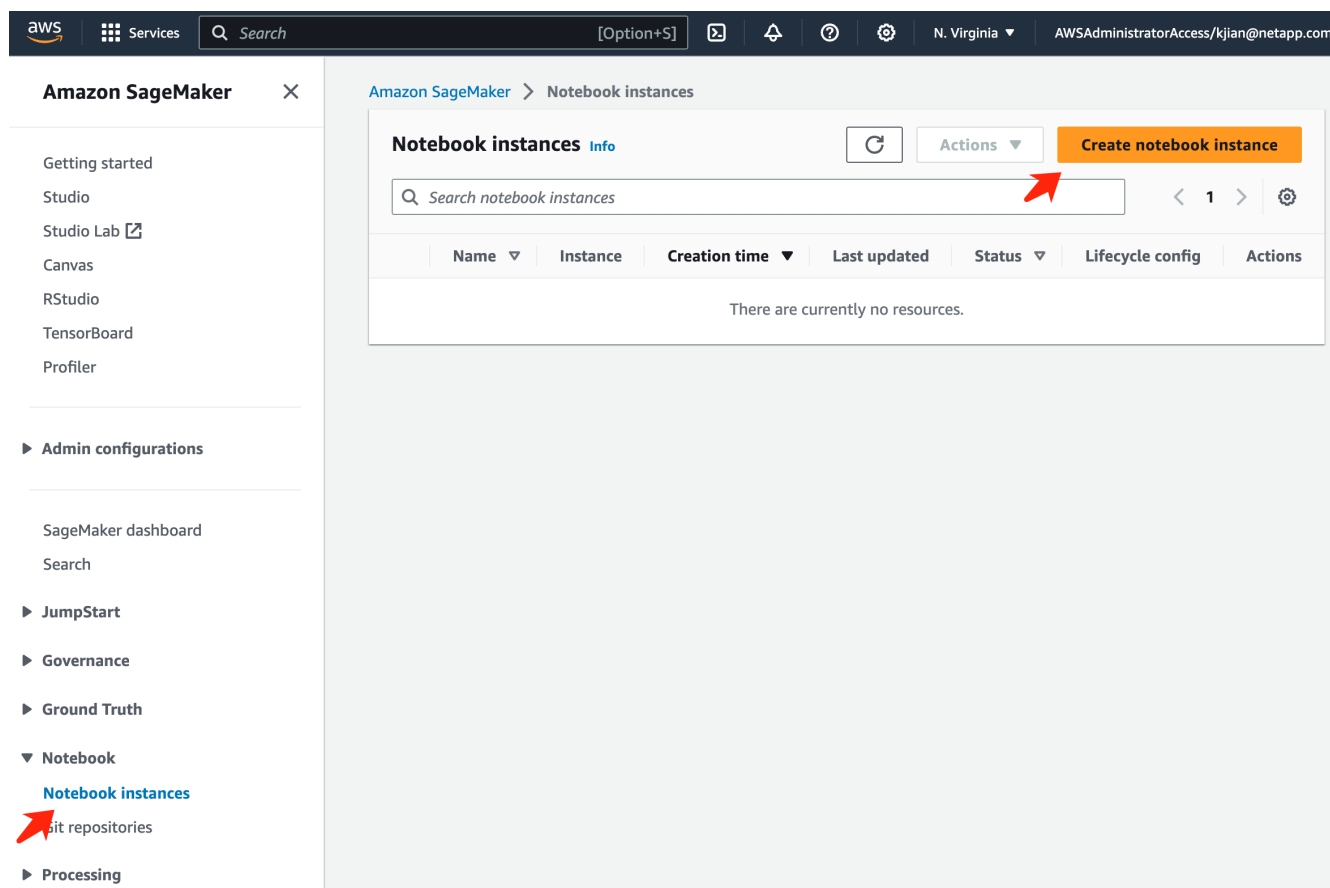 aws Services Search [Option+S] N. Virginia AWSAdministratorAccess/kjian@netapp.com
Amazon SageMaker
Getting started
Studio
Studio Lab
Canvas
RStudio
TensorBoard
Profiler
Admin configurations
SageMaker dashboard
Search
JumpStart
Governance
Ground Truth
Notebook
Notebook instances
Git repositories
Processing
Amazon SageMaker > Notebook instances
Notebook instances Info Actions Create notebook instance
Search notebook instances 1
Name Instance Creation time Last updated Status Lifecycle config Actions
There are currently no resources.